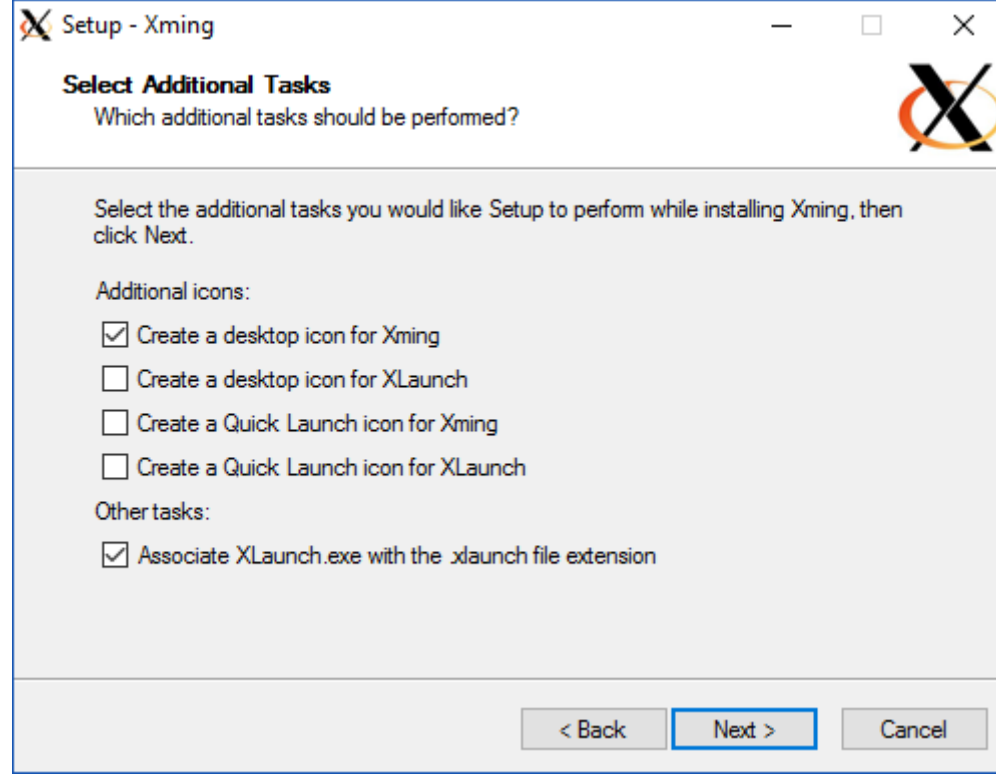 Setup - Xming
Select Additional Tasks
Which additional tasks should be performed?
Select the additional tasks you would like Setup to perform while installing Xming, then
click Next.
Additional icons:
Create a desktop icon for Xming
Create a desktop icon for XLaunch
Create a Quick Launch icon for Xming
Create a Quick Launch icon for XLaunch
Other tasks:
Associate XLaunch.exe with the .xlaunch file extension
< Back Next > Cancel